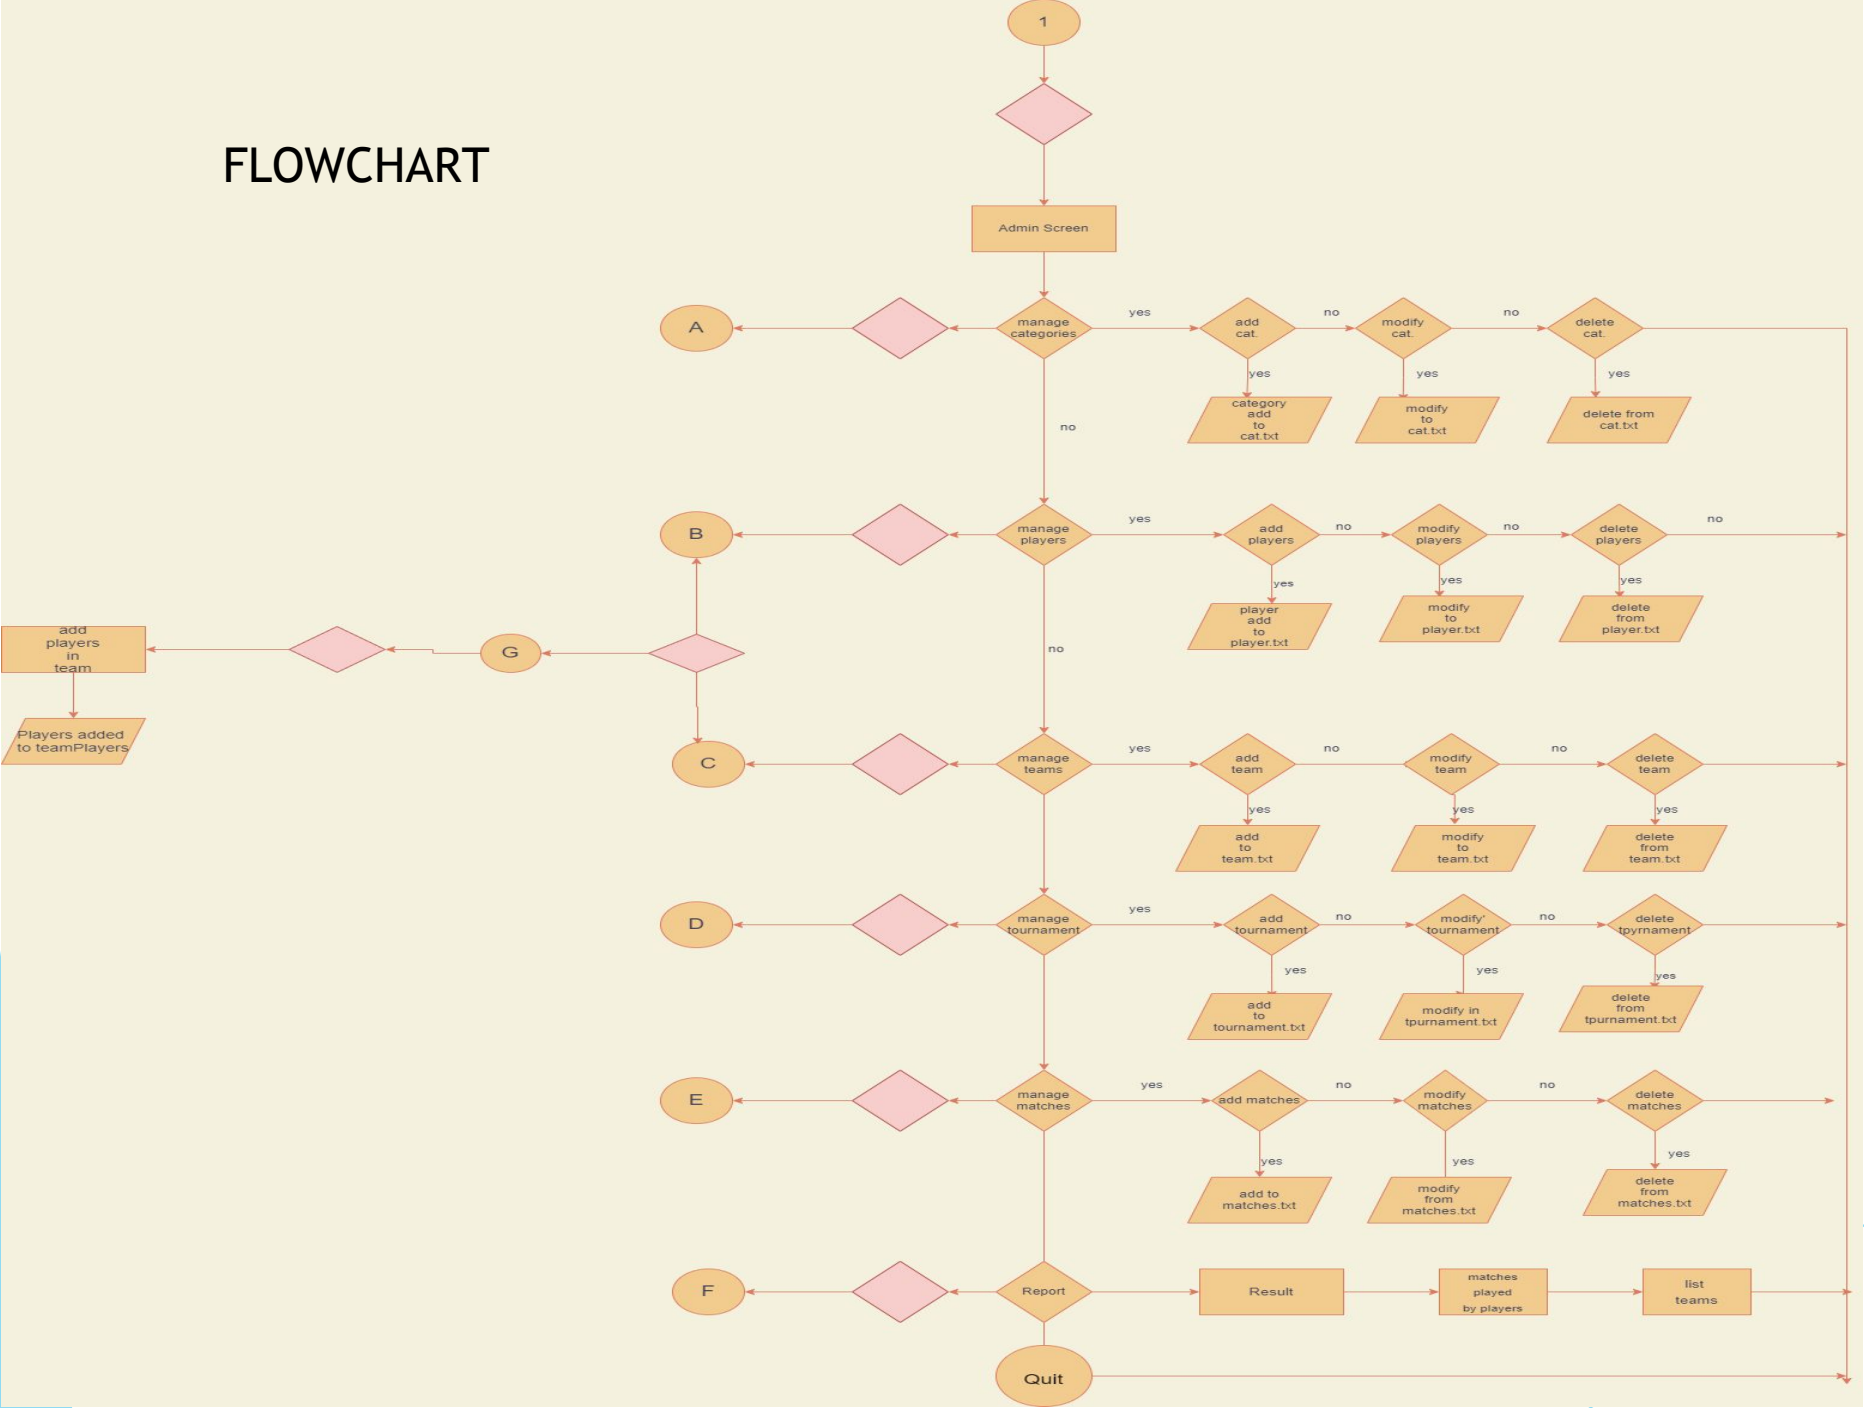 1
FLOWCHART
Admin Screen
A
manage
categories
yes
add
cat.
no
modify
cat.
no
delete
cat.
yes
yes
yes
category
add
to
cat.txt
modify
to
cat.txt
delete from
cat.txt
no
B
manage
players
yes
add
players
no
modify
players
no
delete
players
no
yes
yes
yes
player
add
to
player.txt
modify
to
player.txt
delete
from
player.txt
add
players
in
team
G
no
Players added
to teamPlayers
C
manage
teams
yes
add
team
no
modify
team
no
delete
team
yes
yes
yes
add
to
team.txt
modify
to
team.txt
delete
from
team.txt
D
manage
tournament
yes
add
tournament
no
modify'
tournament
no
delete
tpyrnament
yes
yes
yes
add
to
tournament.txt
modify in
tpurnament.txt
delete
from
tpurnament.txt
E
manage
matches
yes
add matches
no
modify
matches
no
delete
matches
yes
yes
yes
add to
matches.txt
modify
from
matches.txt
delete
from
matches.txt
F
Report
Result
matches
played
by players
list
teams
Quit